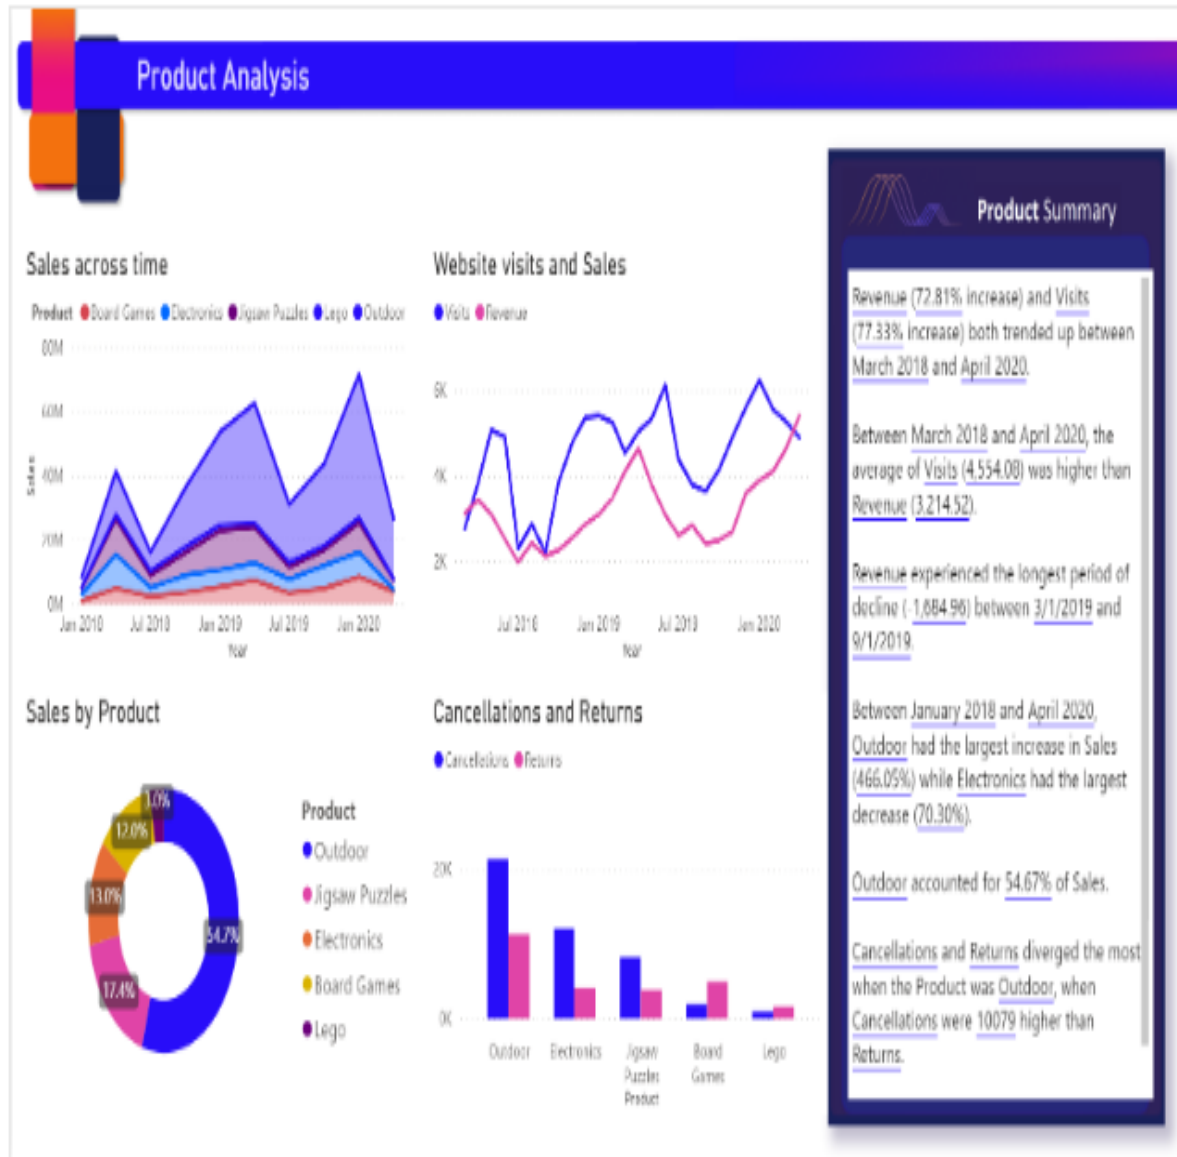 Product Analysis
Sales across time
Product Board Games Electronics Jigsaw Puzzles Lego Outdoor
80M
60M
40M
20M
0M
Sales
Jan 2018 Jul 2018 Jan 2019 Jul 2019 Jan 2020
Year
Website visits and Sales
Visits Revenue
6K
4K
2K
Jul 2018 Jan 2019 Jul 2019 Jan 2020
Year
Sales by Product
3.0%
12.0%
13.0%
17.4%
54.7%
Product
Outdoor
Jigsaw Puzzles
Electronics
Board Games
Lego
Cancellations and Returns
Cancellations Returns
20K
0K
Outdoor Electronics Jigsaw Board Lego
Puzzles Games
Product
Product Summary
Revenue (72.81% increase) and Visits
(77.33% increase) both trended up between
March 2018 and April 2020.
Between March 2018 and April 2020, the
average of Visits (4,554.08) was higher than
Revenue (3,214.52).
Revenue experienced the longest period of
decline (-1,684.96) between 3/1/2019 and
9/1/2019.
Between January 2018 and April 2020,
Outdoor had the largest increase in Sales
(466.05%) while Electronics had the largest
decrease (70.30%).
Outdoor accounted for 54.67% of Sales.
Cancellations and Returns diverged the most
when the Product was Outdoor, when
Cancellations were 10079 higher than
Returns.